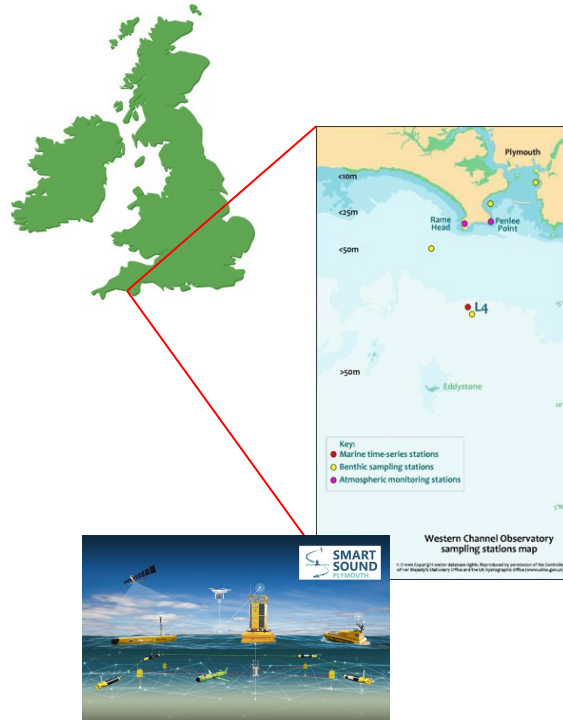 Plymouth
<10m
<25m
Rame
Head
Penlee
Point
<50m
L4
>50m
Eddystone
Key:
Marine time-series stations
Benthic sampling stations
Atmospheric monitoring stations
Western Channel Observatory
sampling stations map
SMART
SOUND
PLYMOUTH